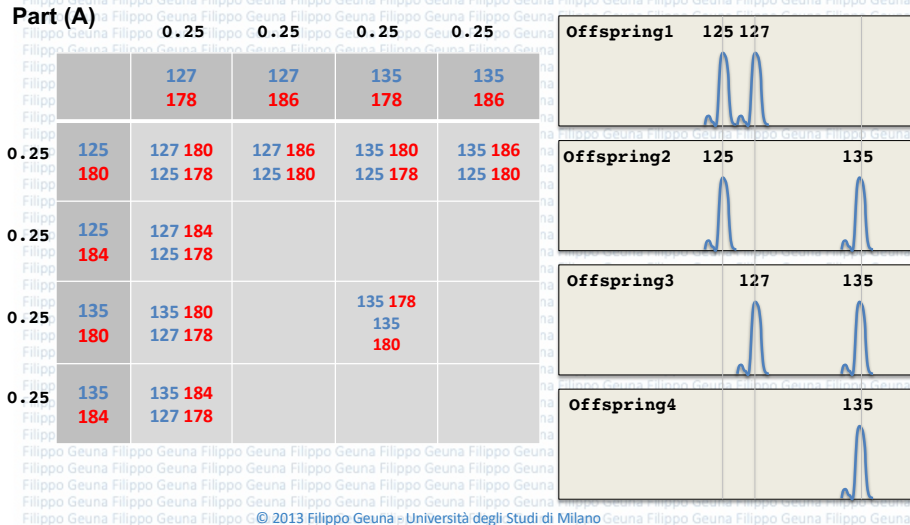 Part (A)
0.25 0.25 0.25 0.25
127 127 135 135
178 186 178 186
0.25 125 127 180 127 186 135 180 135 186
180 125 178 125 180 125 178 125 180
0.25 125 127 184
184 125 178
0.25 135 135 180 135 178
180 127 178 135
180
0.25 135 135 184
184 127 178
Offspring1 125 127
Offspring2 125 135
Offspring3 127 135
Offspring4 135
© 2013 Filippo Geuna - Università degli Studi di Milano